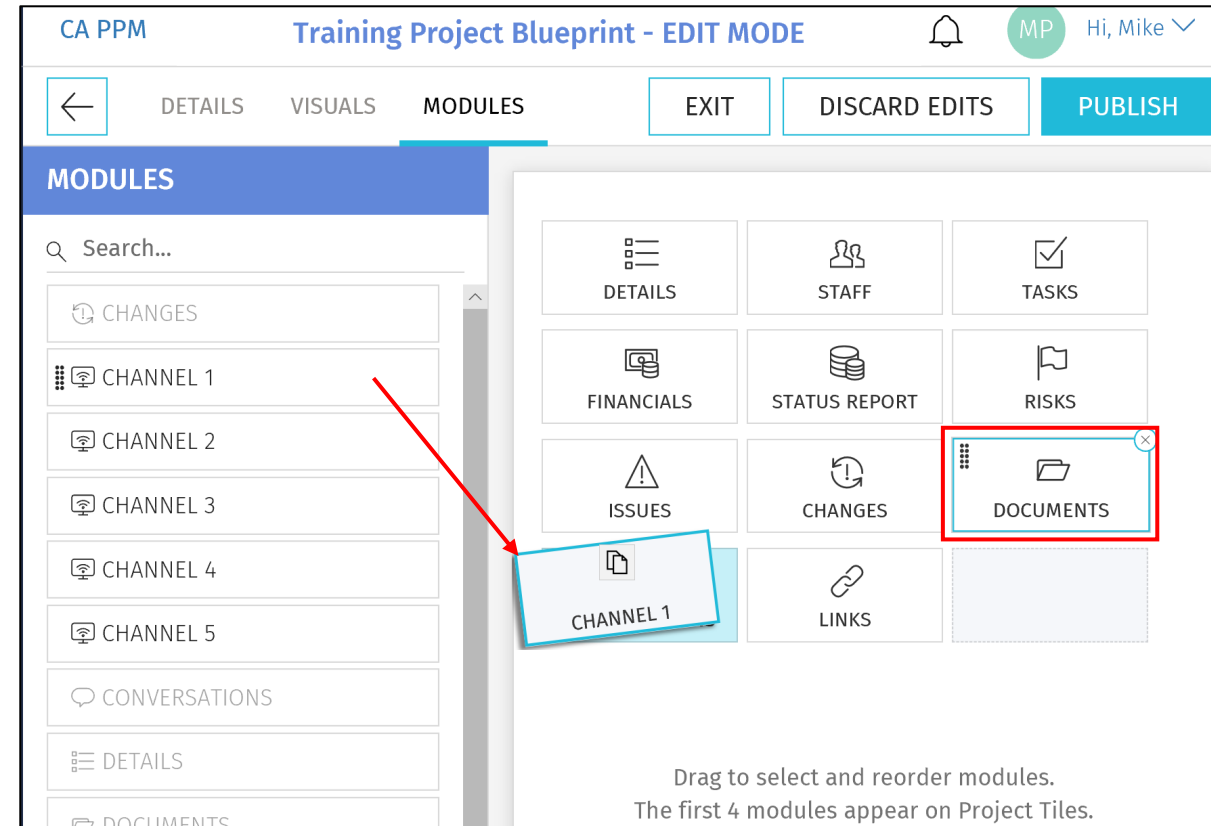 CA PPM
Training Project Blueprint - EDIT MODE
MP
Hi, Mike
DETAILS
VISUALS
MODULES
EXIT
DISCARD EDITS
PUBLISH
MODULES
Search...
CHANGES
CHANNEL 1
CHANNEL 2
CHANNEL 3
CHANNEL 4
CHANNEL 5
CONVERSATIONS
DETAILS
DOCUMENTS
DETAILS
STAFF
TASKS
FINANCIALS
STATUS REPORT
RISKS
ISSUES
CHANGES
DOCUMENTS
CHANNEL 1
LINKS
Drag to select and reorder modules.
The first 4 modules appear on Project Tiles.